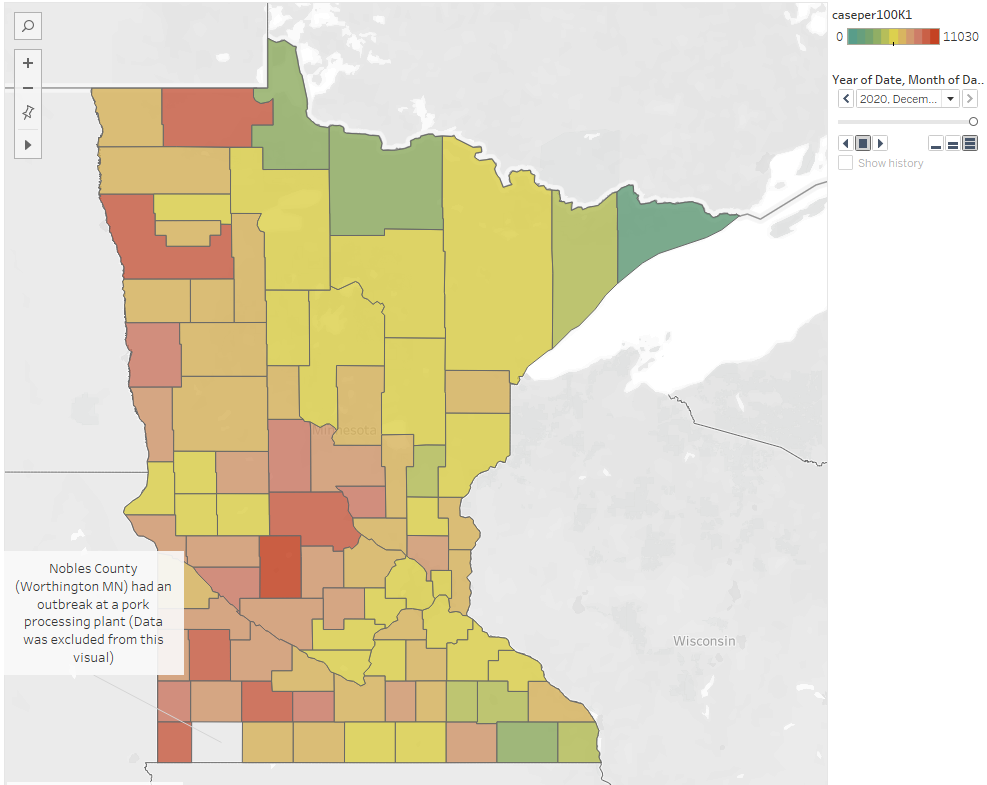 caseper100K1
0 11030
Year of Date, Month of Da..
2020, Decem...
Show history
Minnesota
Nobles County
(Worthington MN) had an
outbreak at a pork
processing plant (Data
was excluded from this
visual)
Wisconsin